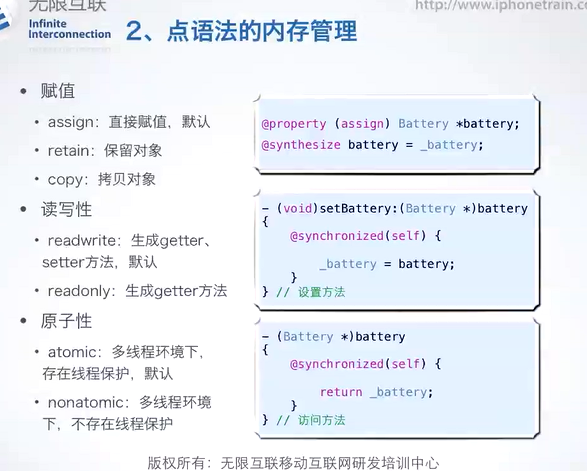 无限互联
Infinite
Interconnection
http://www.iphonetrain.co
2、点语法的内存管理
• 赋值
• assign：直接赋值，默认
• retain：保留对象
• copy：拷贝对象
• 读写性
• readwrite：生成getter、
setter方法，默认
• readonly：生成getter方法
• 原子性
• atomic：多线程环境下，
存在线程保护，默认
• nonatomic：多线程环境
下，不存在线程保护
@property (assign) Battery *battery;
@synthesize battery = _battery;
- (void)setBattery:(Battery *)battery
{
@synchronized(self) {
_battery = battery;
}
} // 设置方法
- (Battery *)battery
{
@synchronized(self) {
return _battery;
}
} // 访问方法
版权所有：无限互联移动互联网研发培训中心